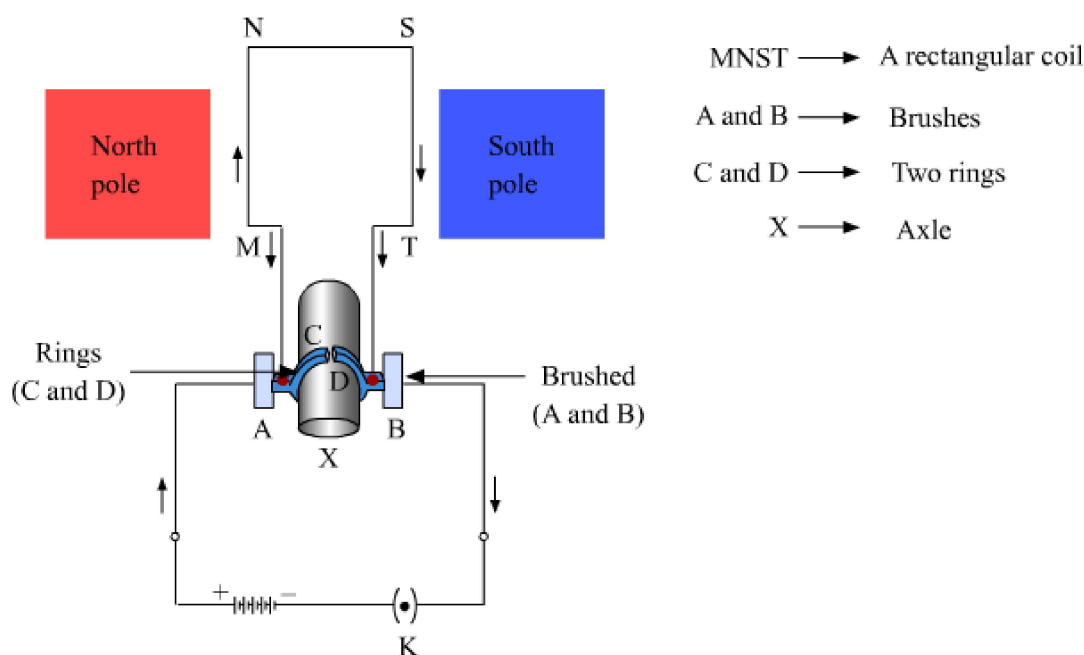 N S
MNST → A rectangular coil
North
pole
South
pole
A and B → Brushes
C and D → Two rings
M T
X → Axle
C
Rings
(C and D)
D
Brushed
(A and B)
A B
X
+ −
K